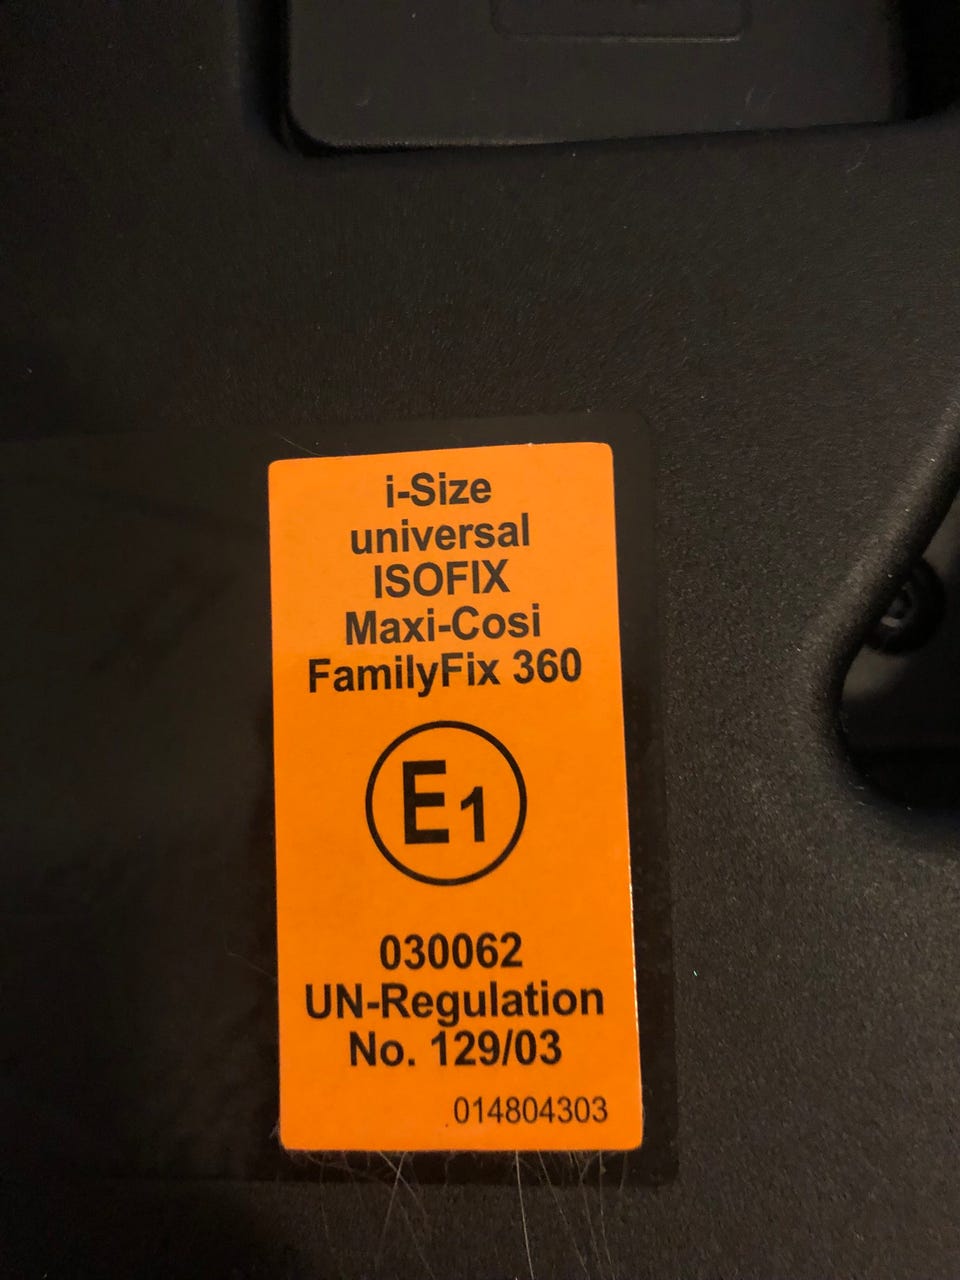 i-Size
universal
ISOFIX
Maxi-Cosi
FamilyFix 360
E1
030062
UN-Regulation
No. 129/03
014804303